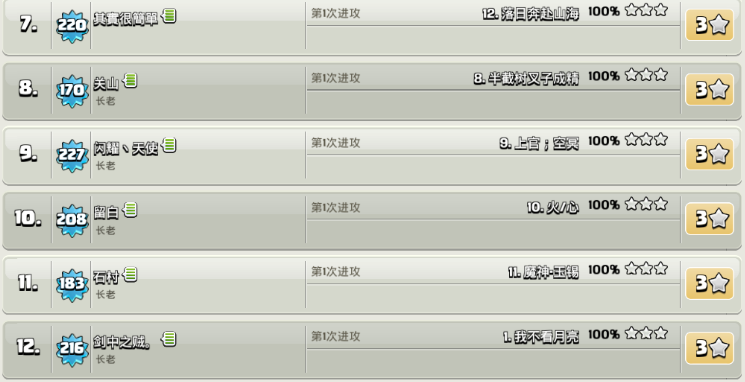 7. 220 其實很簡單 第1次进攻 12. 落日奔赴山海 100% 3
8. 170 关山 第1次进攻 8. 半截树叉子成精 100% 3
长老
9. 227 闪耀丶天使 第1次进攻 9. 上官；空冥 100% 3
长老
10. 208 留白 第1次进攻 10. 火/心 100% 3
长老
11. 183 石村 第1次进攻 11. 魔神·玉锡 100% 3
长老
12. 216 剑中之贼。 第1次进攻 1. 我不看月亮 100% 3
长老